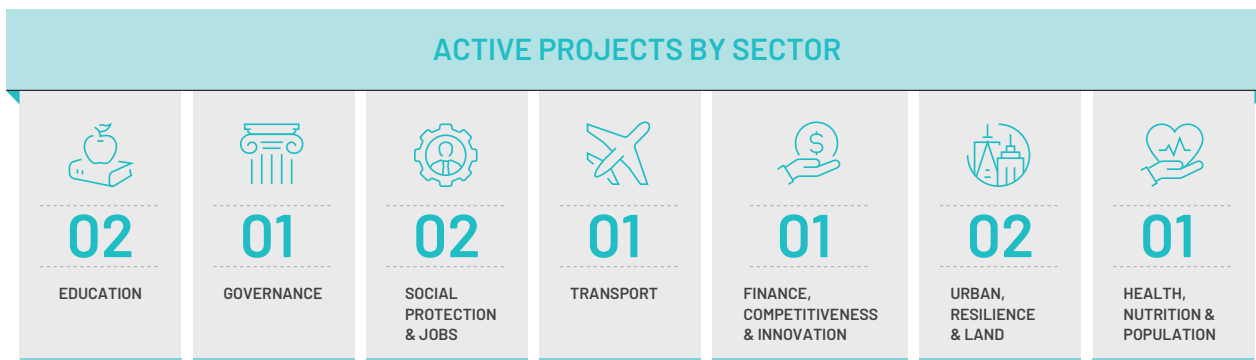 ACTIVE PROJECTS BY SECTOR
$
02
EDUCATION
01
GOVERNANCE
02
SOCIAL
PROTECTION
& JOBS
01
TRANSPORT
01
FINANCE,
COMPETITIVENESS
& INNOVATION
02
URBAN,
RESILIENCE
& LAND
01
HEALTH,
NUTRITION &
POPULATION